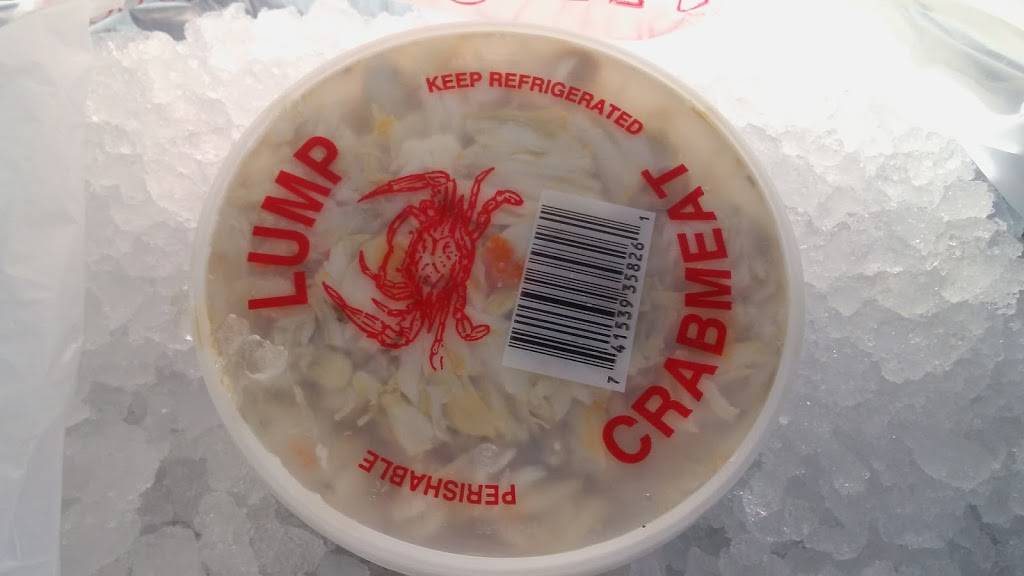 KEEP REFRIGERATED
LUMP
CRABMEAT
7 41539 35826 1
PERISHABLE